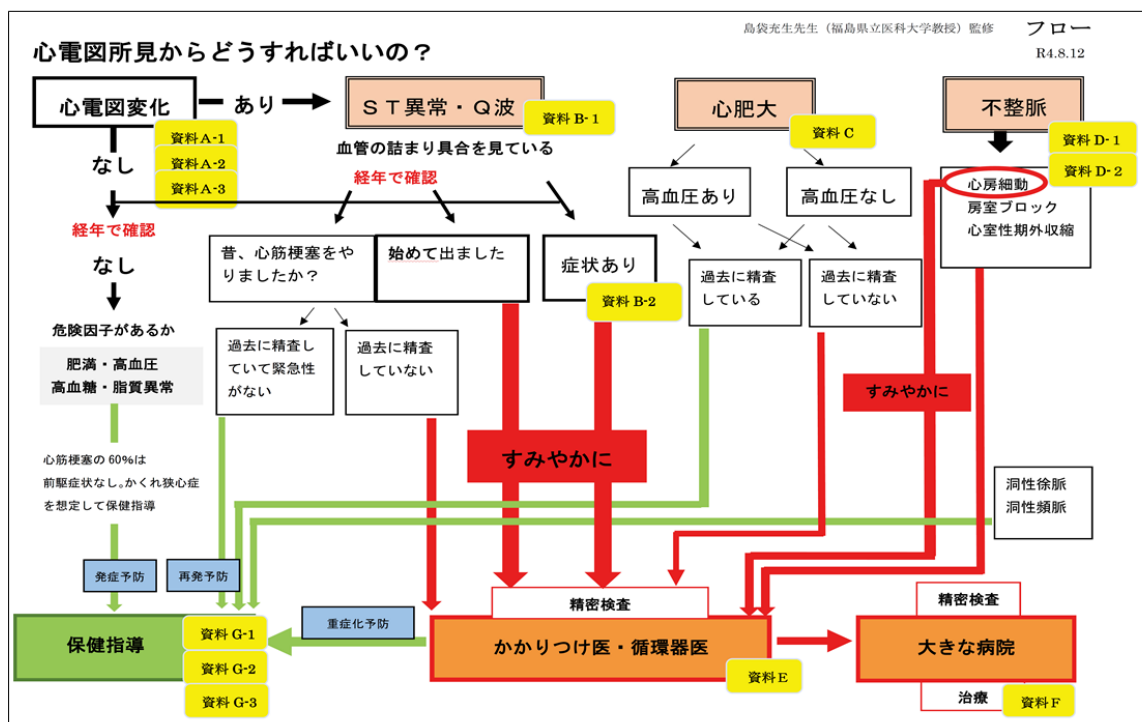 島袋充生先生（福島県立医科大学教授）監修
フロー
R4.8.12
心電図所見からどうすればいいの？
心電図変化
あり
ＳＴ異常・Ｑ波
資料 B-1
心肥大
資料 C
不整脈
資料 D-1
資料 D-2
資料 A-1
資料 A-2
資料 A-3
なし
血管の詰まり具合を見ている
経年で確認
経年で確認
なし
高血圧あり
高血圧なし
心房細動
房室ブロック
心室性期外収縮
昔、心筋梗塞をや
りましたか？
始めて出ました
症状あり
資料 B-2
過去に精査
している
過去に精査
していない
危険因子があるか
肥満・高血圧
高血糖・脂質異常
過去に精査し
ていて緊急性
がない
過去に精査
していない
すみやかに
すみやかに
心筋梗塞の 60%は
前駆症状なし。かくれ狭心症
を想定して保健指導
洞性徐脈
洞性頻脈
発症予防
再発予防
重症化予防
精密検査
精密検査
保健指導
資料 G-1
資料 G-2
資料 G-3
かかりつけ医・循環器医
資料 E
大きな病院
治療
資料 F